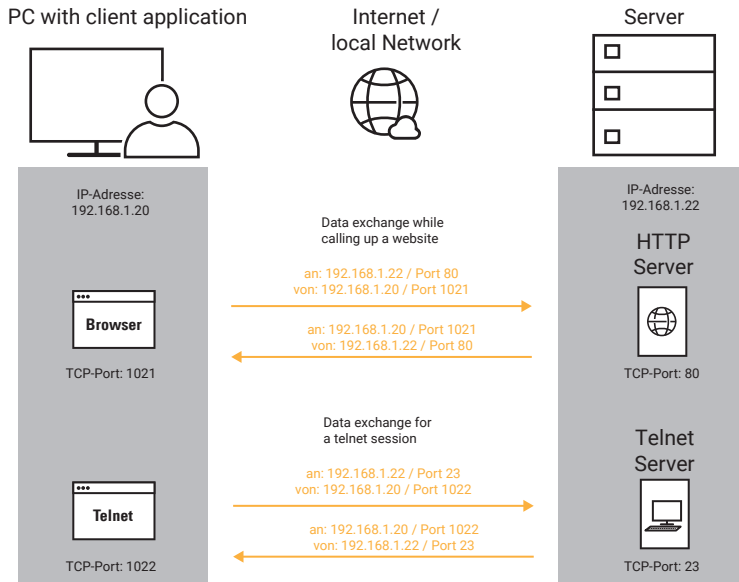 PC with client application
Internet /
local Network
Server
IP-Adresse:
192.168.1.20
IP-Adresse:
192.168.1.22
Data exchange while
calling up a website
HTTP
Server
an: 192.168.1.22 / Port 80
von: 192.168.1.20 / Port 1021
Browser
an: 192.168.1.20 / Port 1021
von: 192.168.1.22 / Port 80
TCP-Port: 1021
TCP-Port: 80
Data exchange for
a telnet session
Telnet
Server
an: 192.168.1.22 / Port 23
von: 192.168.1.20 / Port 1022
Telnet
an: 192.168.1.20 / Port 1022
von: 192.168.1.22 / Port 23
TCP-Port: 1022
TCP-Port: 23